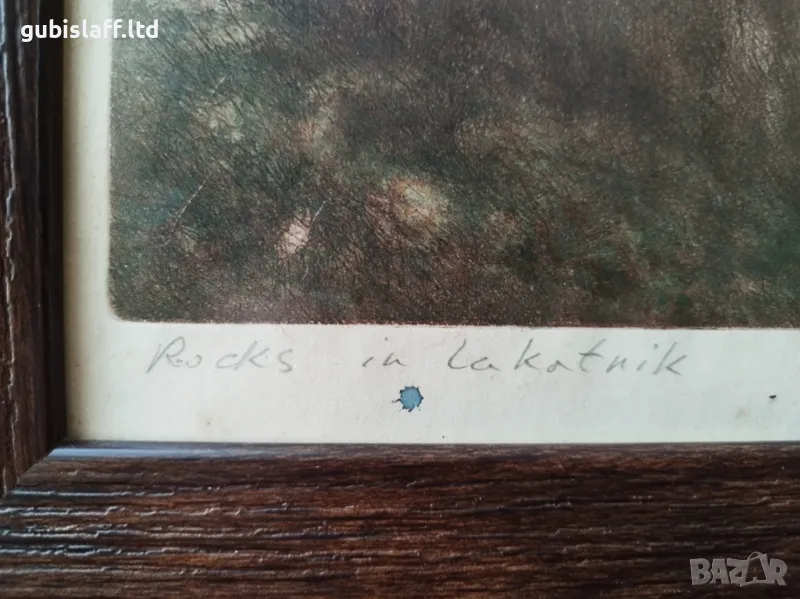 gubislaff.ltd
Rocks in Lakatnik
BAZAR